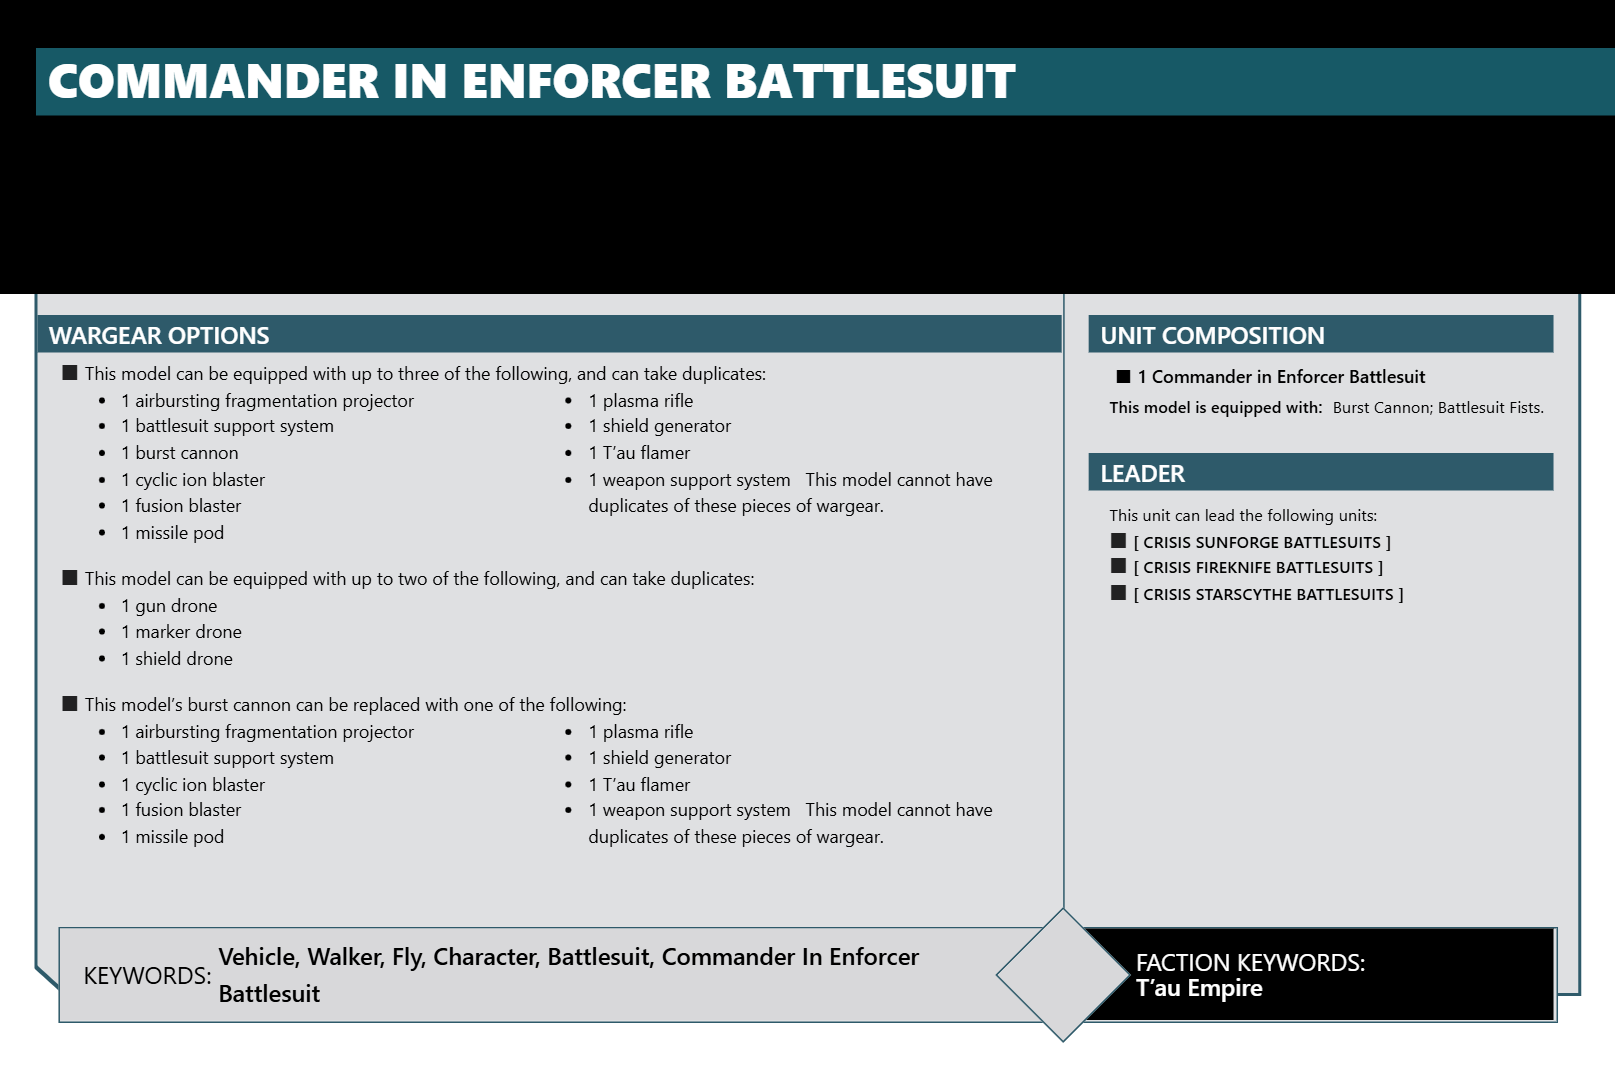 COMMANDER IN ENFORCER BATTLESUIT
WARGEAR OPTIONS
■ This model can be equipped with up to three of the following, and can take duplicates:
• 1 airbursting fragmentation projector
• 1 battlesuit support system
• 1 burst cannon
• 1 cyclic ion blaster
• 1 fusion blaster
• 1 missile pod
• 1 plasma rifle
• 1 shield generator
• 1 T’au flamer
• 1 weapon support system This model cannot have
duplicates of these pieces of wargear.
■ This model can be equipped with up to two of the following, and can take duplicates:
• 1 gun drone
• 1 marker drone
• 1 shield drone
■ This model’s burst cannon can be replaced with one of the following:
• 1 airbursting fragmentation projector
• 1 battlesuit support system
• 1 cyclic ion blaster
• 1 fusion blaster
• 1 missile pod
• 1 plasma rifle
• 1 shield generator
• 1 T’au flamer
• 1 weapon support system This model cannot have
duplicates of these pieces of wargear.
UNIT COMPOSITION
■ 1 Commander in Enforcer Battlesuit
This model is equipped with: Burst Cannon; Battlesuit Fists.
LEADER
This unit can lead the following units:
■ [ CRISIS SUNFORGE BATTLESUITS ]
■ [ CRISIS FIREKNIFE BATTLESUITS ]
■ [ CRISIS STARSCYTHE BATTLESUITS ]
KEYWORDS: Vehicle, Walker, Fly, Character, Battlesuit, Commander In Enforcer
Battlesuit
FACTION KEYWORDS:
T’au Empire